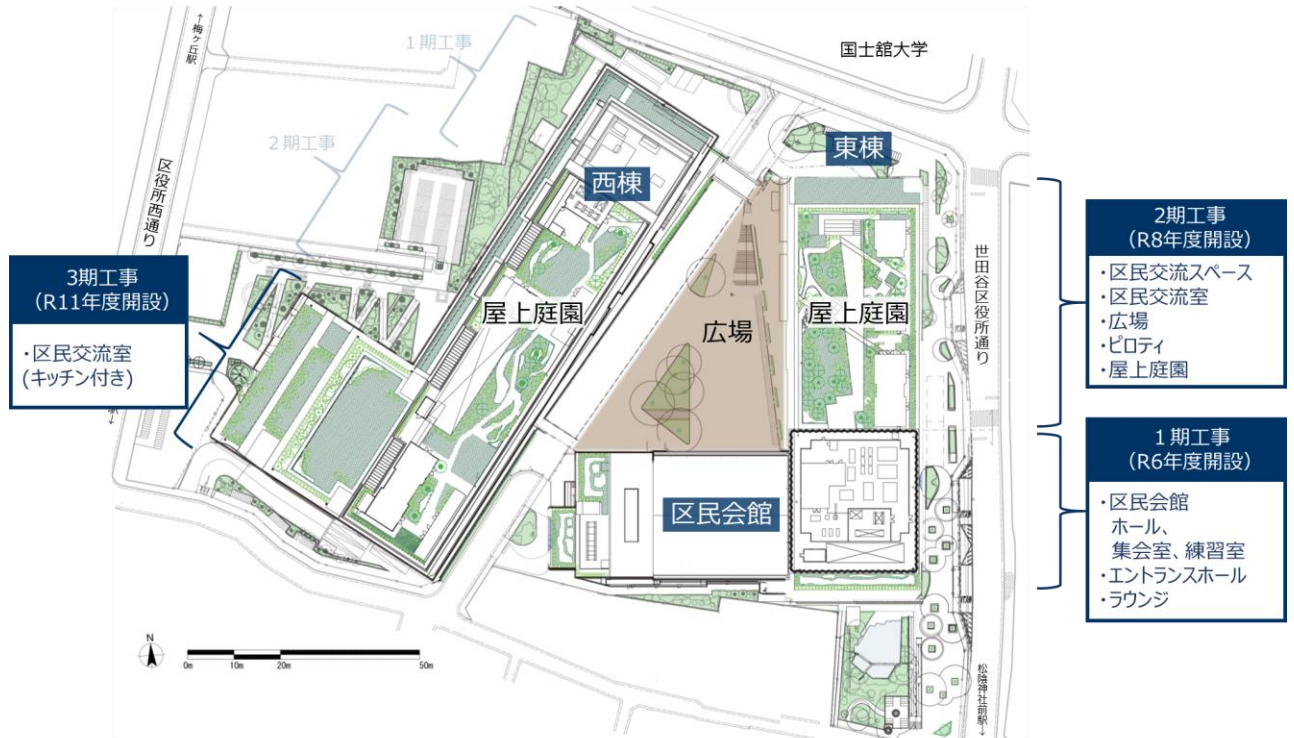 ←梅ヶ丘駅
１期工事
国士舘大学
２期工事
東棟
西棟
区役所西通り
2期工事
（R8年度開設）
・区民交流スペース
・区民交流室
・広場
・ピロティ
・屋上庭園
世田谷区役所通り
3期工事
（R11年度開設）
・区民交流室
(キッチン付き)
屋上庭園
広場
屋上庭園
駅→
１期工事
（R6年度開設）
・区民会館
ホール、
集会室、練習室
・エントランスホール
・ラウンジ
区民会館
N
0m 10m 20m 50m
松陰神社前駅→